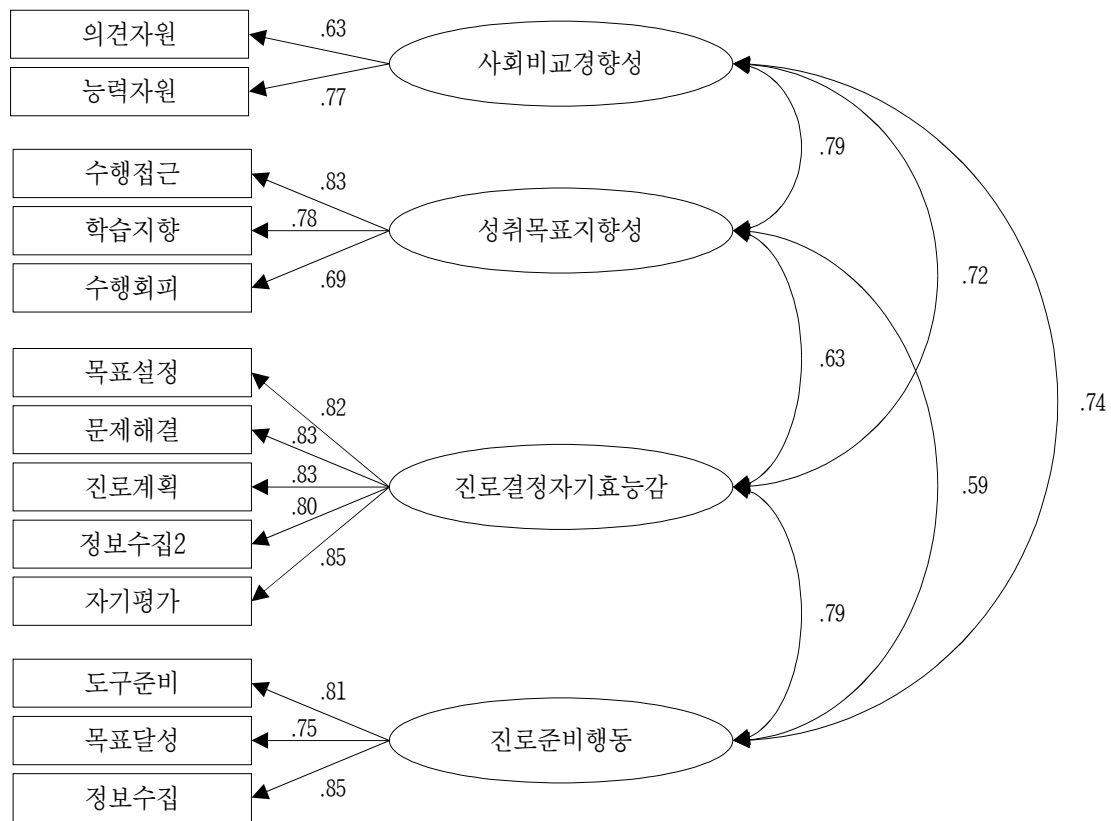 의견자원
능력자원
.63
.77
사회비교경향성
수행접근
학습지향
수행회피
.83
.78
.69
성취목표지향성
목표설정
문제해결
진로계획
정보수집2
자기평가
.82
.83
.83
.80
.85
진로결정자기효능감
도구준비
목표달성
정보수집
.81
.75
.85
진로준비행동
.79
.72
.63
.74
.59
.79